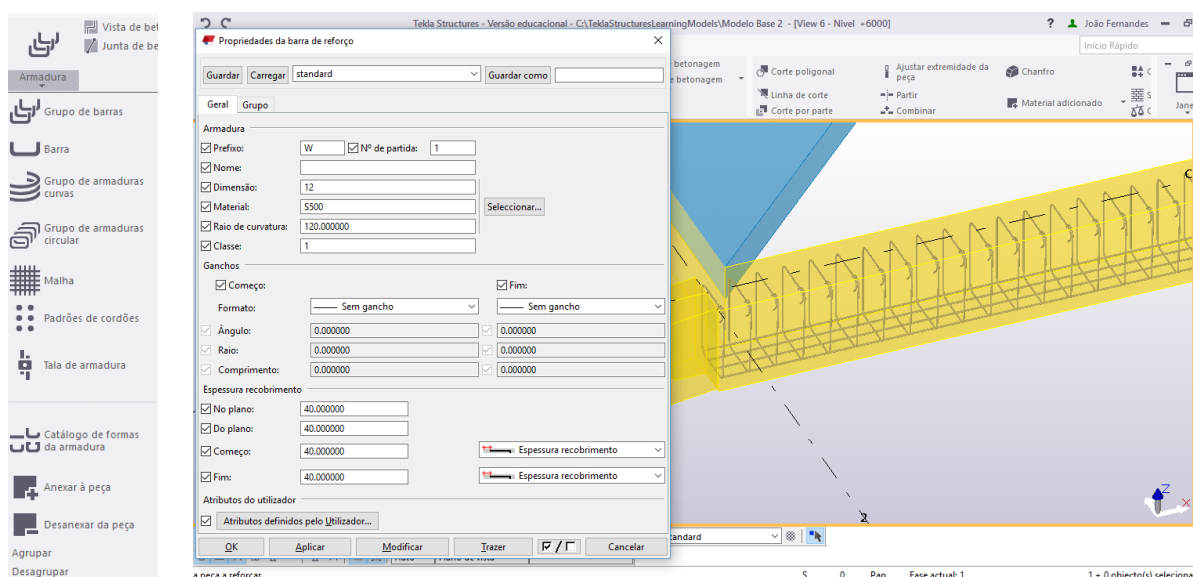 Vista de bet
Junta de be
Armadura
Grupo de barras
Barra
Grupo de armaduras
curvas
Grupo de armaduras
circular
Malha
Padrões de cordões
Tala de armadura
Catálogo de formas
da armadura
Anexar à peça
Desanexar da peça
Agrupar
Desagrupar
Tekla Structures - Versão educacional - C:\TeklaStructuresLearningModels\Modelo Base 2 - [View 6 - Nivel +6000]
? João Fernandes
Início Rápido
betonagem
e betonagem
Corte poligonal
Linha de corte
Corte por parte
Ajustar extremidade da
peça
Partir
Combinar
Chanfro
Material adicionado
C
S
C
Jane
Propriedades da barra de reforço
Guardar Carregar standard Guardar como
Geral Grupo
Armadura
Prefixo: W Nº de partida: 1
Nome:
Dimensão: 12
Material: S500 Seleccionar...
Raio de curvatura: 120.000000
Classe: 1
Ganchos
Começo: Fim:
Formato: Sem gancho Sem gancho
Ângulo: 0.000000 0.000000
Raio: 0.000000 0.000000
Comprimento: 0.000000 0.000000
Espessura recobrimento
No plano: 40.000000
Do plano: 40.000000
Começo: 40.000000 Espessura recobrimento
Fim: 40.000000 Espessura recobrimento
Atributos do utilizador
Atributos definidos pelo Utilizador...
OK Aplicar Modificar Trazer / Cancelar
C
2
Z
X
andard
a peça a reforçar
S 0 Pan Fase actual: 1 1 + 0 objecto(s) selecciona